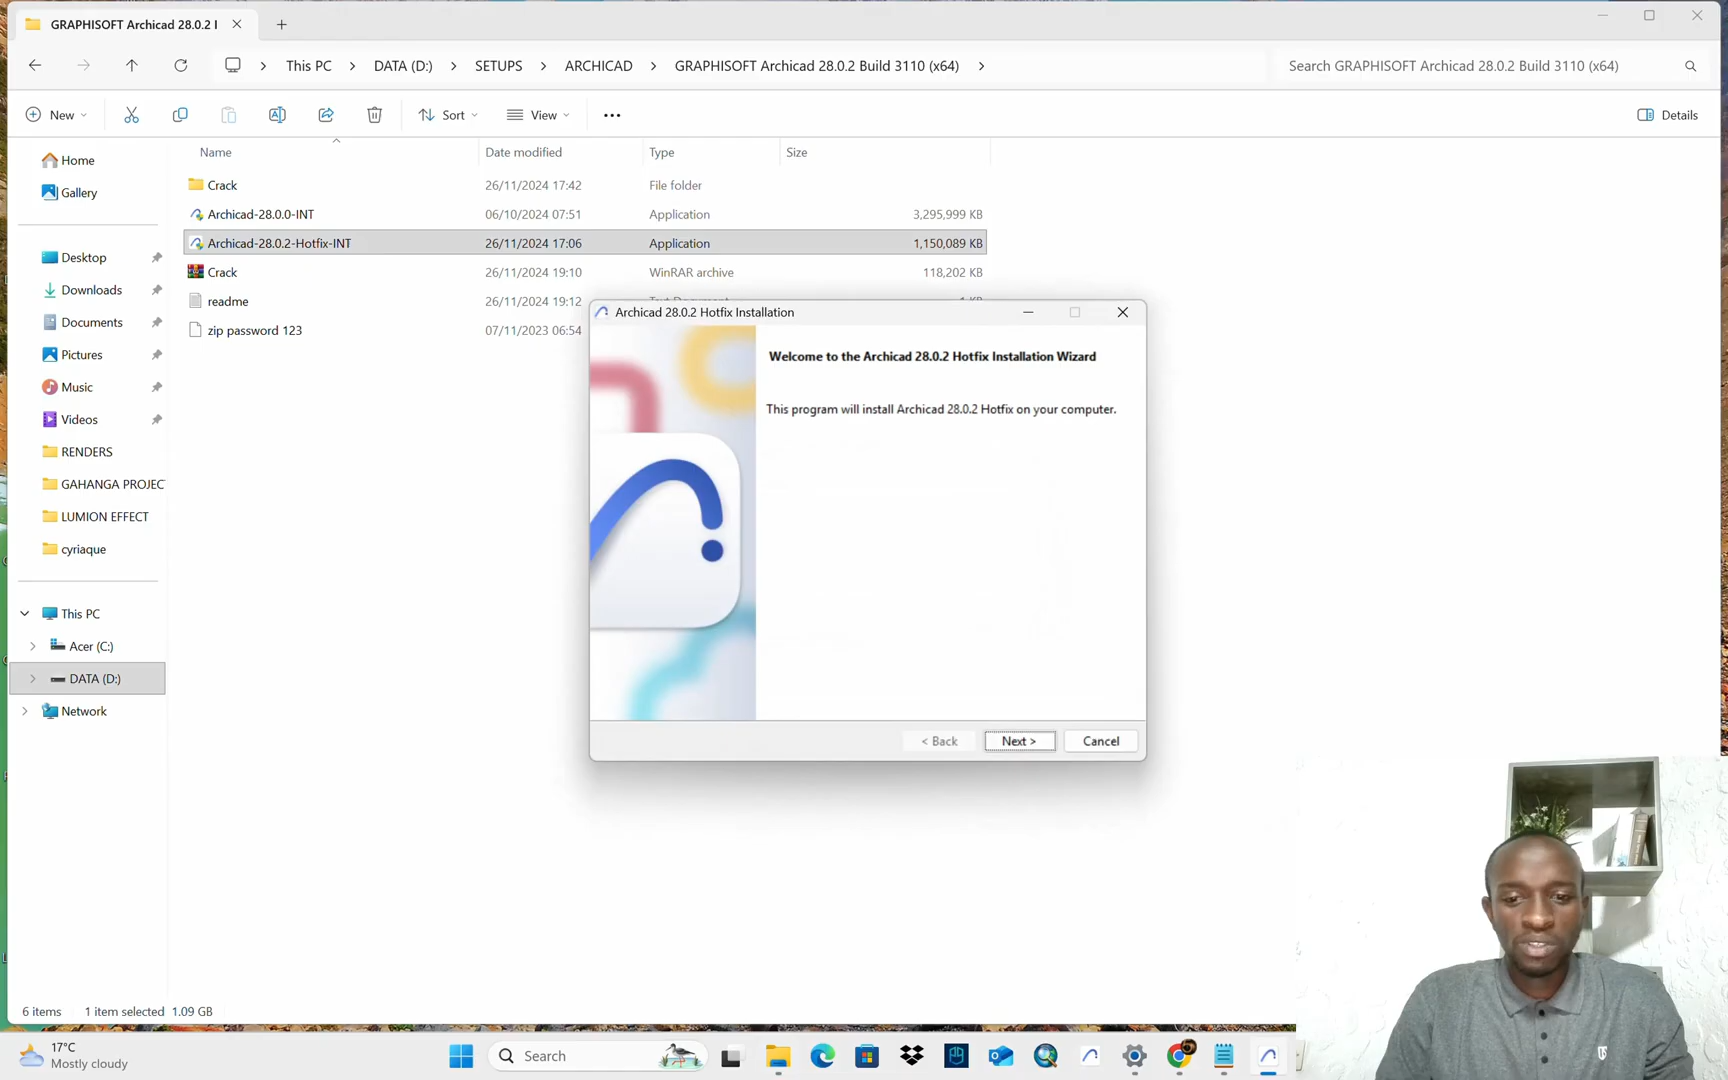 GRAPHISOFT Archicad 28.0.2 I
This PC
DATA (D:)
SETUPS
ARCHICAD
GRAPHISOFT Archicad 28.0.2 Build 3110 (x64)
Search GRAPHISOFT Archicad 28.0.2 Build 3110 (x64)
New
Sort
View
Details
Name
Date modified
Type
Size
Home
Gallery
Desktop
Downloads
Documents
Pictures
Music
Videos
RENDERS
GAHANGA PROJEC
LUMION EFFECT
cyriaque
This PC
Acer (C:)
DATA (D:)
Network
Crack 26/11/2024 17:42 File folder
Archicad-28.0.0-INT 06/10/2024 07:51 Application 3,295,999 KB
Archicad-28.0.2-Hotfix-INT 26/11/2024 17:06 Application 1,150,089 KB
Crack 26/11/2024 19:10 WinRAR archive 118,202 KB
readme 26/11/2024 19:12
zip password 123 07/11/2023 06:54
Archicad 28.0.2 Hotfix Installation
Welcome to the Archicad 28.0.2 Hotfix Installation Wizard
This program will install Archicad 28.0.2 Hotfix on your computer.
< Back
Next >
Cancel
6 items
1 item selected 1.09 GB
17°C
Mostly cloudy
Search